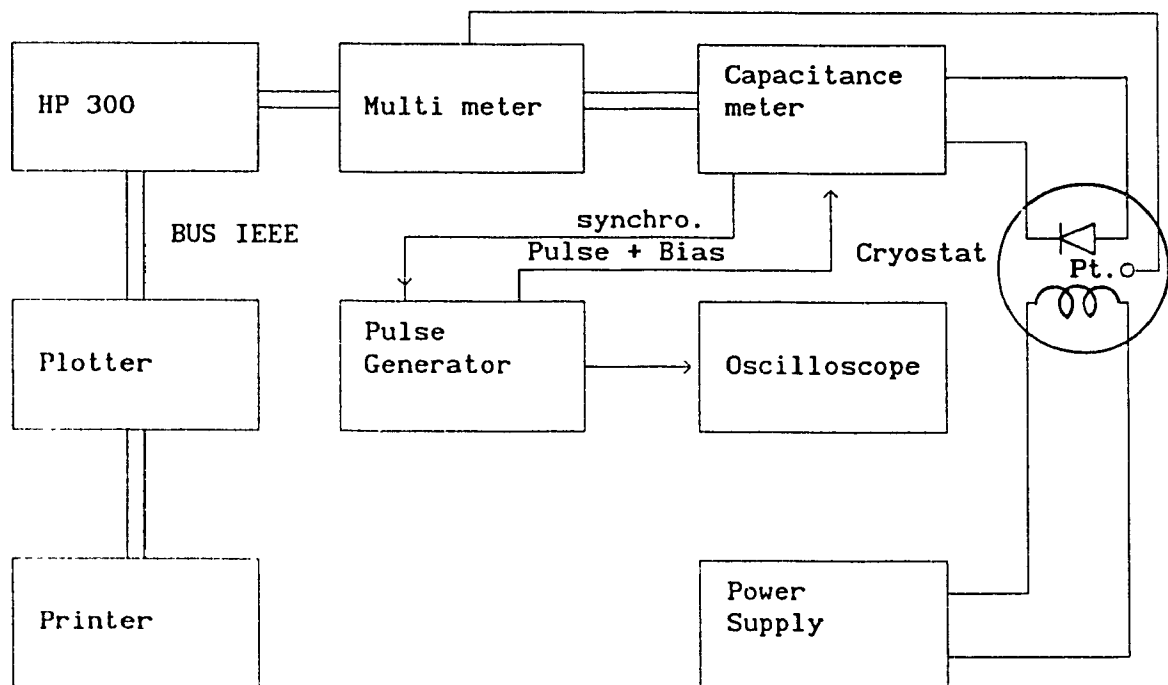 HP 300
Multi meter
Capacitance
meter
BUS IEEE
synchro.
Pulse + Bias
Cryostat
Pt.
Plotter
Pulse
Generator
Oscilloscope
Printer
Power
Supply